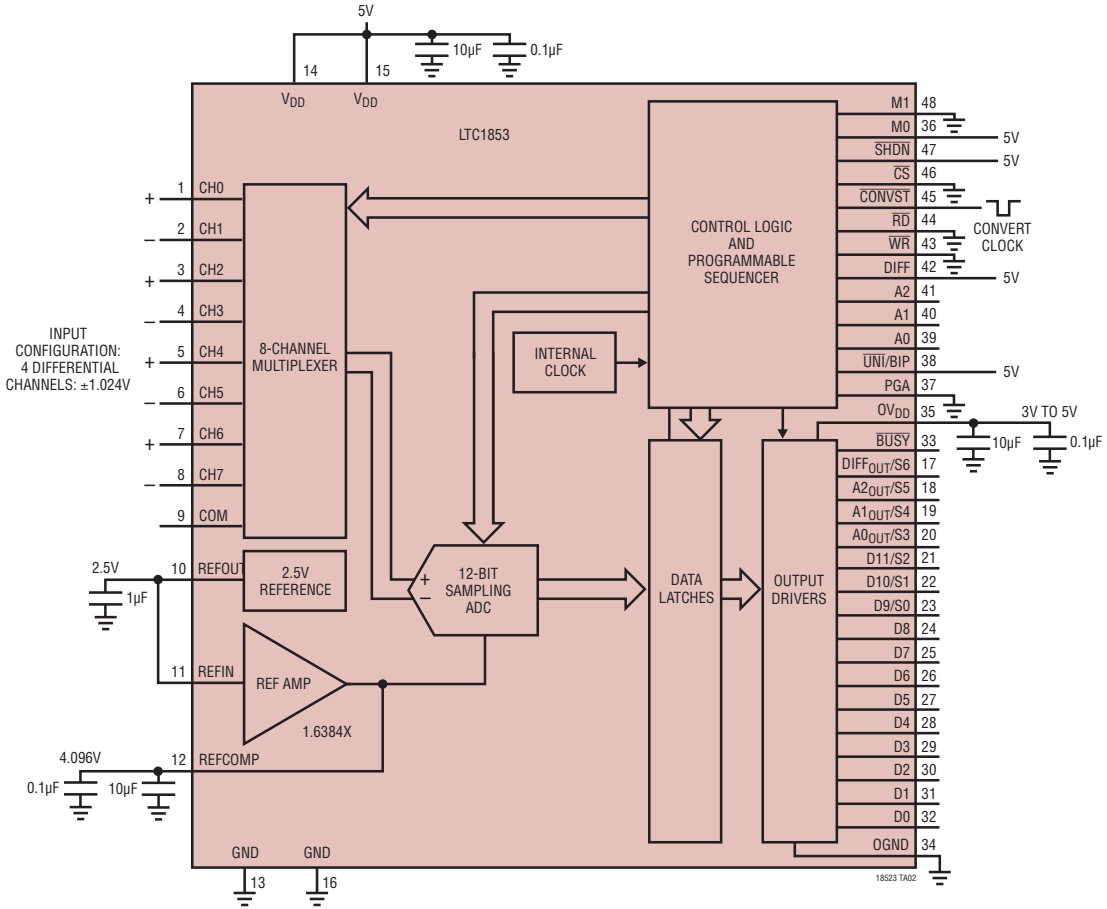 5V
10µF
0.1µF
14
15
VDD
VDD
LTC1853
1 CH0
+
2 CH1
–
3 CH2
+
4 CH3
–
5 CH4
+
6 CH5
–
7 CH6
+
8 CH7
–
9 COM
INPUT
CONFIGURATION:
4 DIFFERENTIAL
CHANNELS: ±1.024V
8-CHANNEL
MULTIPLEXER
CONTROL LOGIC
AND
PROGRAMMABLE
SEQUENCER
INTERNAL
CLOCK
M1 48
M0 36
5V
SHDN 47
5V
CS 46
CONVST 45
CONVERT
CLOCK
RD 44
WR 43
DIFF 42
5V
A2 41
A1 40
A0 39
UNI/BIP 38
5V
PGA 37
OVDD 35
3V TO 5V
10µF
0.1µF
BUSY 33
DIFFOUT/S6 17
A2OUT/S5 18
A1OUT/S4 19
A0OUT/S3 20
D11/S2 21
D10/S1 22
D9/S0 23
D8 24
D7 25
D6 26
D5 27
D4 28
D3 29
D2 30
D1 31
D0 32
OGND 34
2.5V
1µF
10 REFOUT
2.5V
REFERENCE
+
–
12-BIT
SAMPLING
ADC
DATA
LATCHES
OUTPUT
DRIVERS
11 REFIN
REF AMP
1.6384X
4.096V
12 REFCOMP
0.1µF
10µF
GND
13
GND
16
18523 TA02